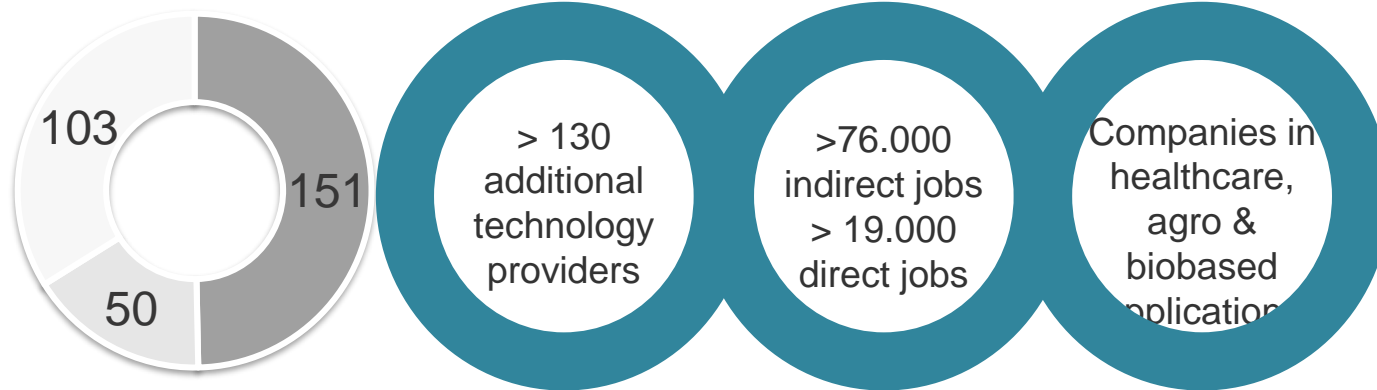 103
151
50
> 130
additional
technology
providers
>76.000
indirect jobs
> 19.000
direct jobs
Companies in
healthcare,
agro &
biobased